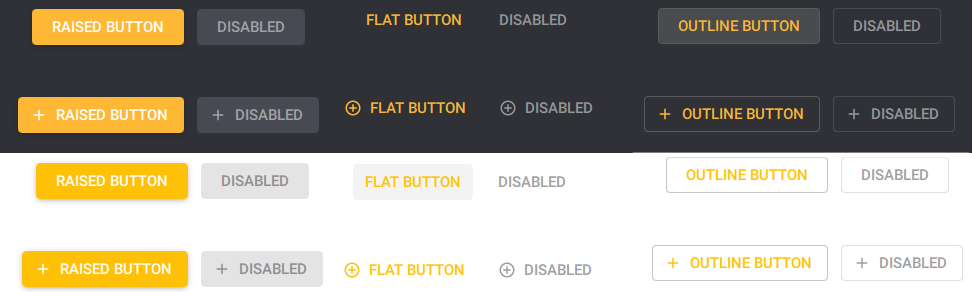 RAISED BUTTON DISABLED FLAT BUTTON DISABLED OUTLINE BUTTON DISABLED
+ RAISED BUTTON + DISABLED FLAT BUTTON DISABLED + OUTLINE BUTTON + DISABLED
RAISED BUTTON DISABLED FLAT BUTTON DISABLED OUTLINE BUTTON DISABLED
+ RAISED BUTTON + DISABLED FLAT BUTTON DISABLED + OUTLINE BUTTON + DISABLED